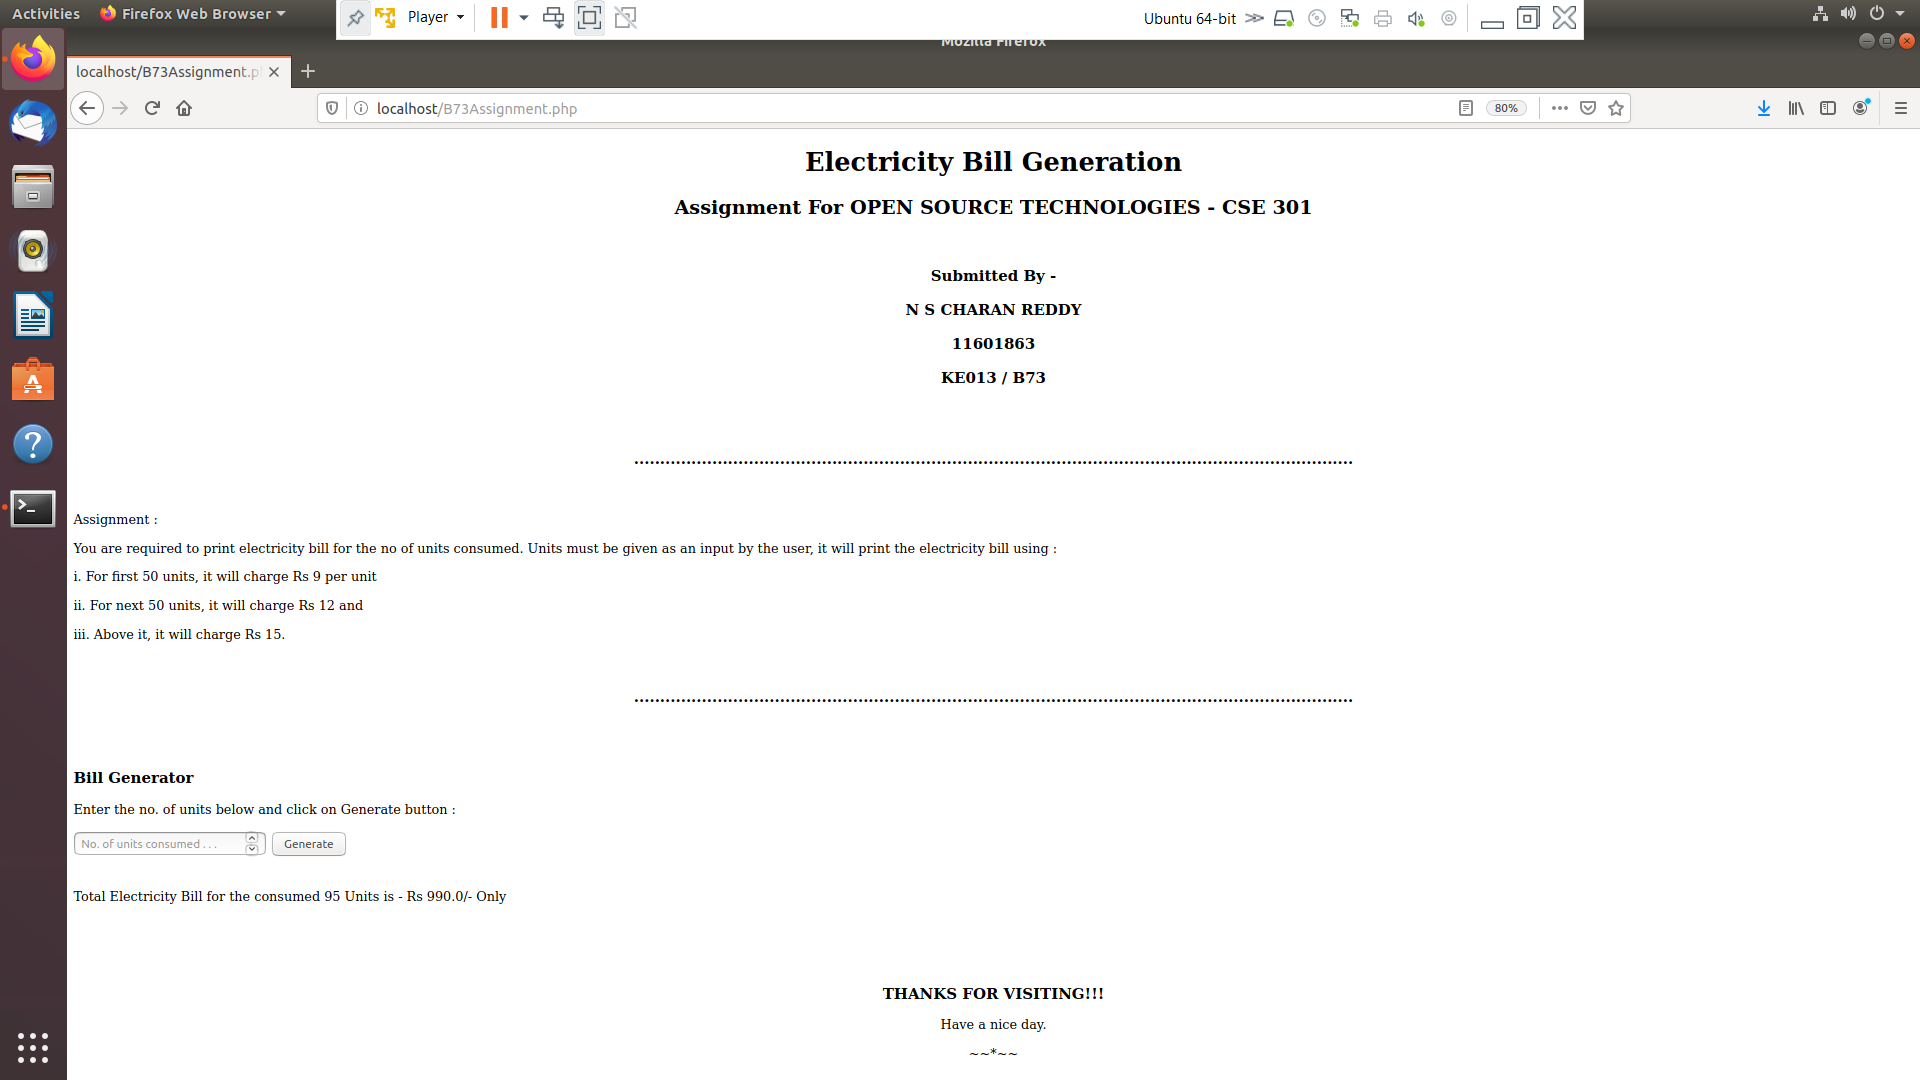 Activities
Firefox Web Browser
Player
Ubuntu 64-bit
Mozilla Firefox
localhost/B73Assignment.p
localhost/B73Assignment.php
80%
Electricity Bill Generation
Assignment For OPEN SOURCE TECHNOLOGIES - CSE 301
Submitted By -
N S CHARAN REDDY
11601863
KE013 / B73
Assignment :
You are required to print electricity bill for the no of units consumed. Units must be given as an input by the user, it will print the electricity bill using :
i. For first 50 units, it will charge Rs 9 per unit
ii. For next 50 units, it will charge Rs 12 and
iii. Above it, it will charge Rs 15.
Bill Generator
Enter the no. of units below and click on Generate button :
No. of units consumed . . .
Generate
Total Electricity Bill for the consumed 95 Units is - Rs 990.0/- Only
THANKS FOR VISITING!!!
Have a nice day.
~~*~~